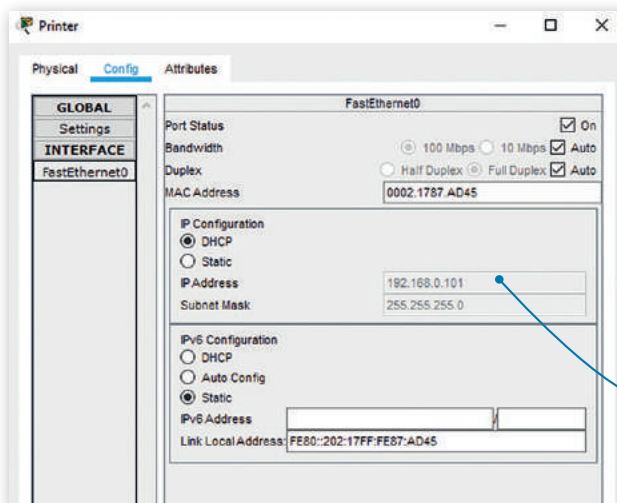 Printer
Physical Config Attributes
GLOBAL
Settings
INTERFACE
FastEthernet0
FastEthernet0
Port Status On
Bandwidth 100 Mbps 10 Mbps Auto
Duplex Half Duplex Full Duplex Auto
MAC Address 0002.1787.AD45
IP Configuration
DHCP
Static
IP Address 192.168.0.101
Subnet Mask 255.255.255.0
IPv6 Configuration
DHCP
Auto Config
Static
IPv6 Address /
Link Local Address: FE80::202:17FF:FE87:AD45